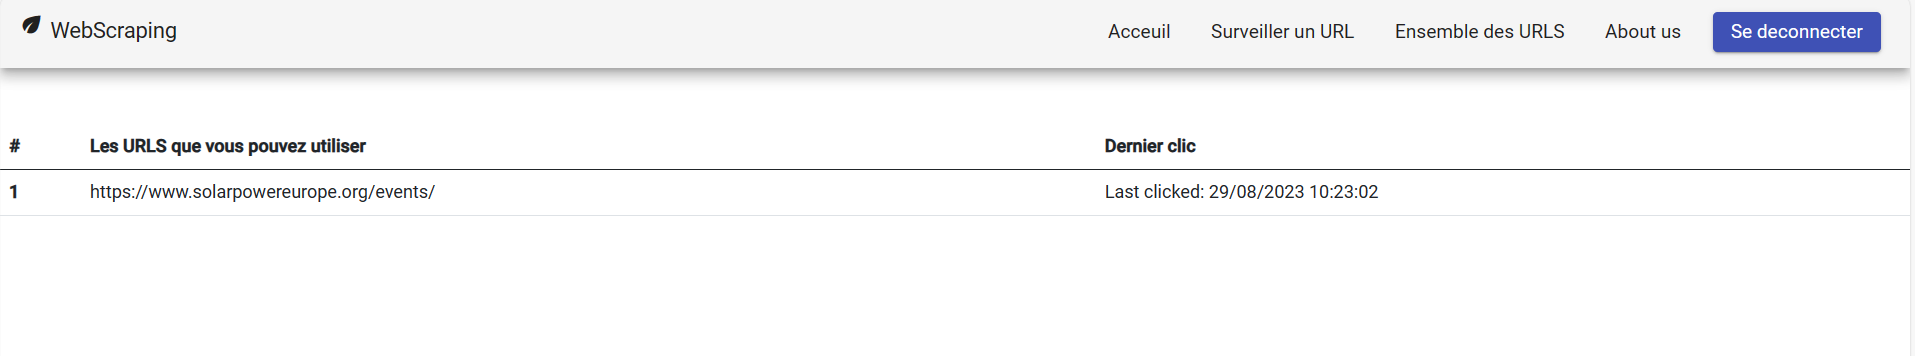 WebScraping Acceuil Surveiller un URL Ensemble des URLS About us Se deconnecter
# Les URLS que vous pouvez utiliser Dernier clic
1 https://www.solarpowereurope.org/events/ Last clicked: 29/08/2023 10:23:02